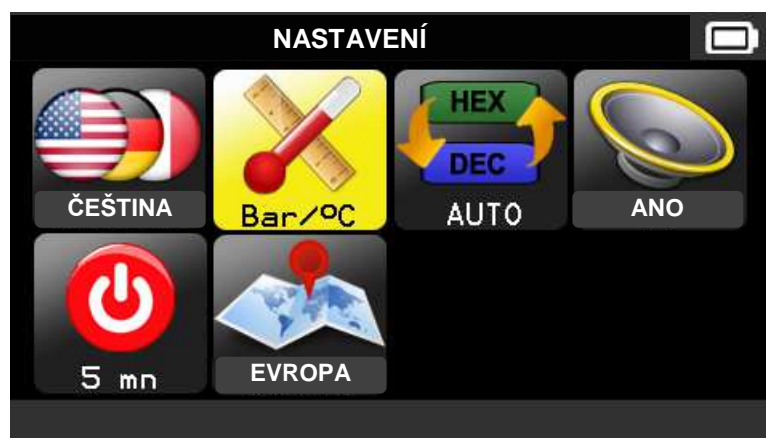 NASTAVENÍ
ČEŠTINA
Bar/ºC
HEX
DEC
AUTO
ANO
5 mn
EVROPA